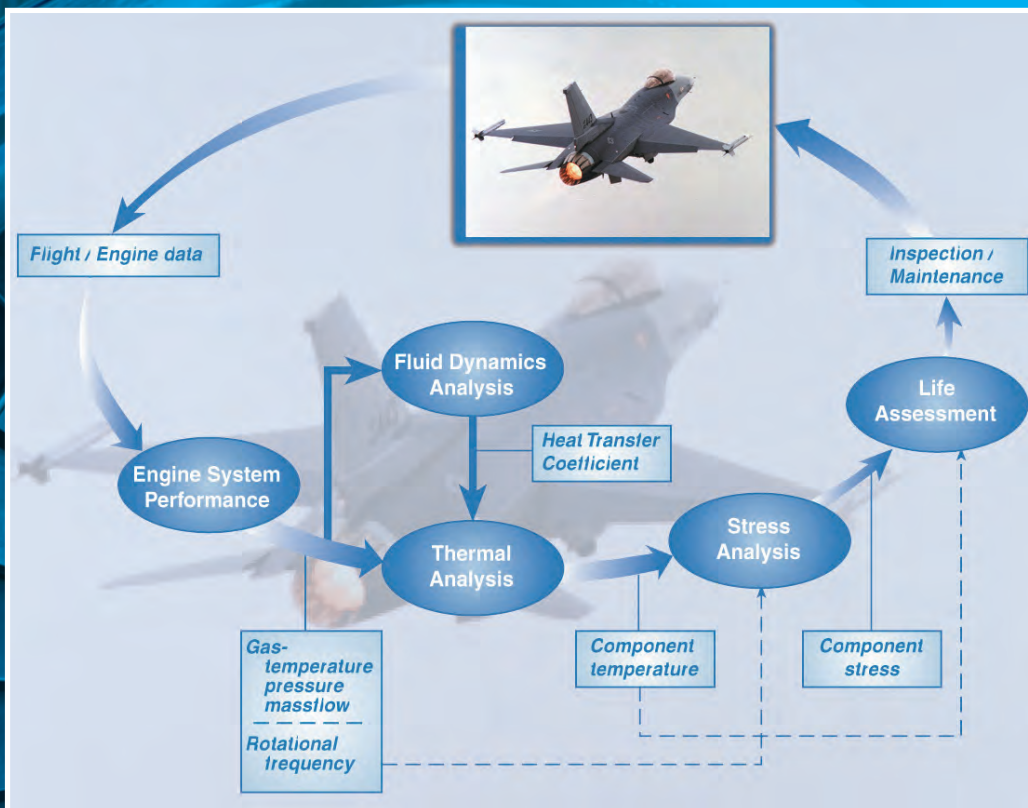 Flight / Engine data
Inspection /
Maintenance
Fluid Dynamics
Analysis
Life
Assessment
Heat Transfer
Coefficient
Engine System
Performance
Stress
Analysis
Thermal
Analysis
Gas-
temperature
pressure
massflow
Rotational
frequency
Component
temperature
Component
stress